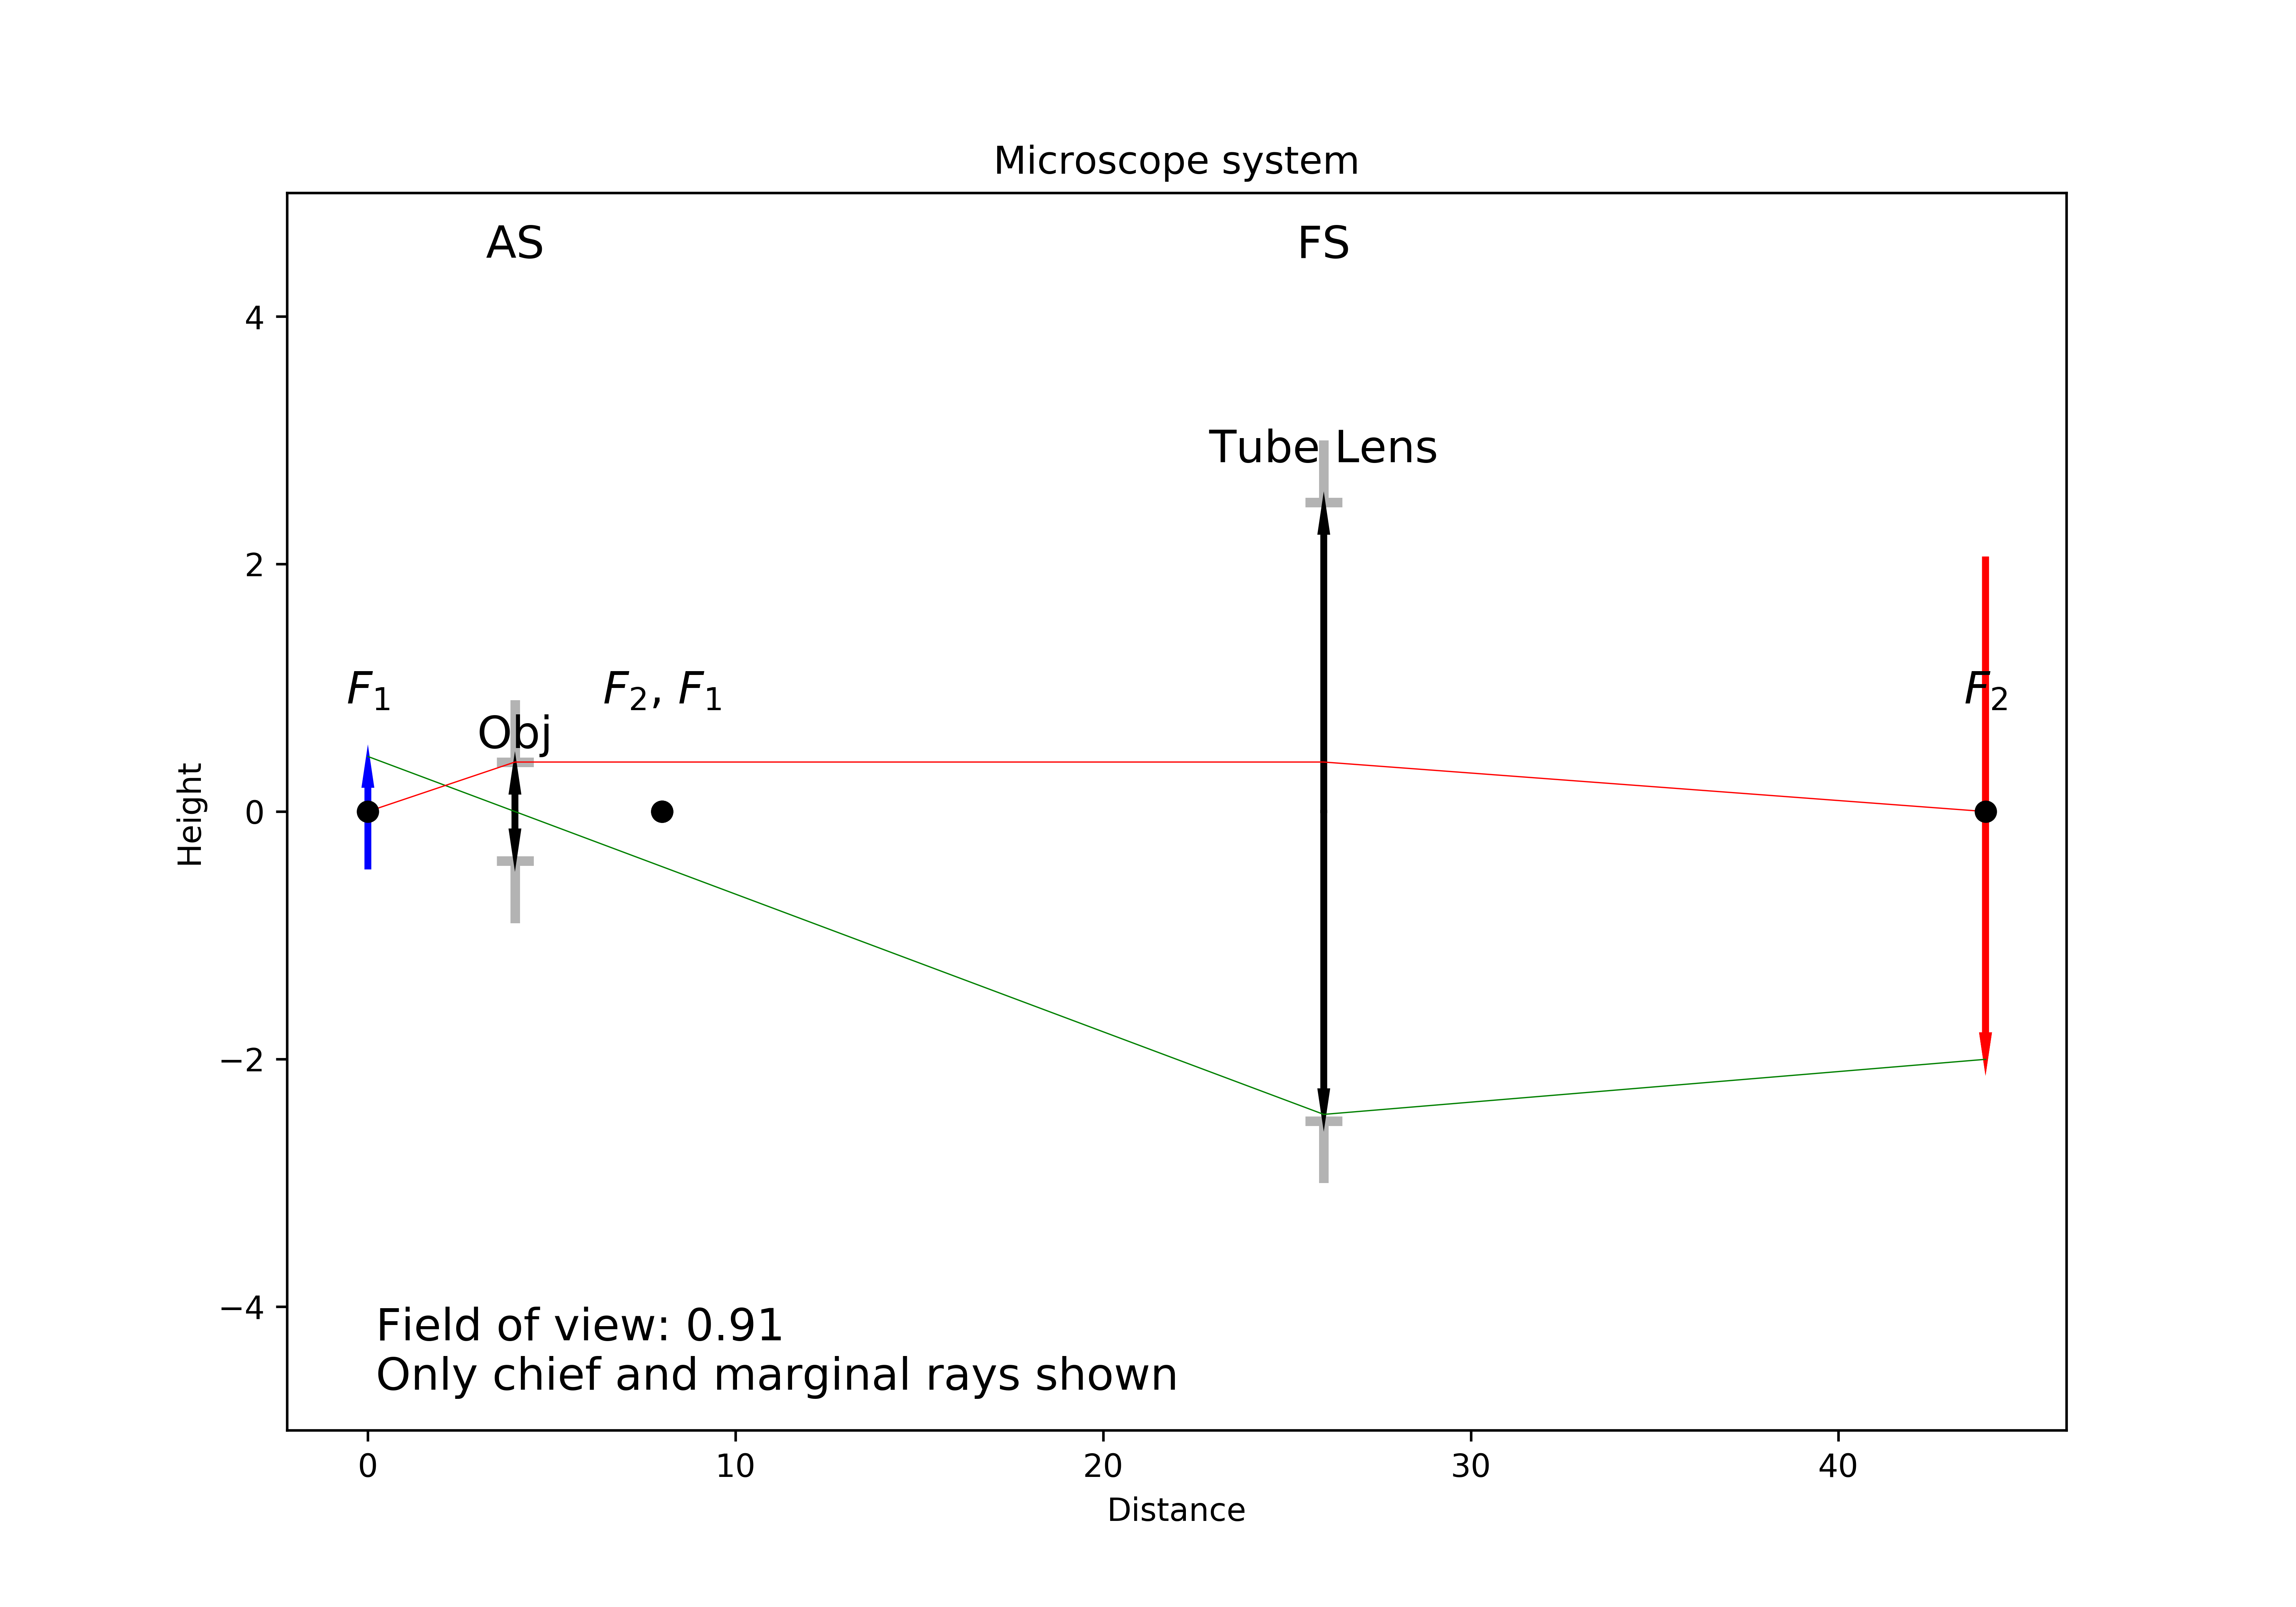 Microscope system
AS
FS
4
Tube Lens
2
F₁
F₂, F₁
F₂
Obj
0
Height
−2
−4
Field of view: 0.91
Only chief and marginal rays shown
0
10
20
30
40
Distance